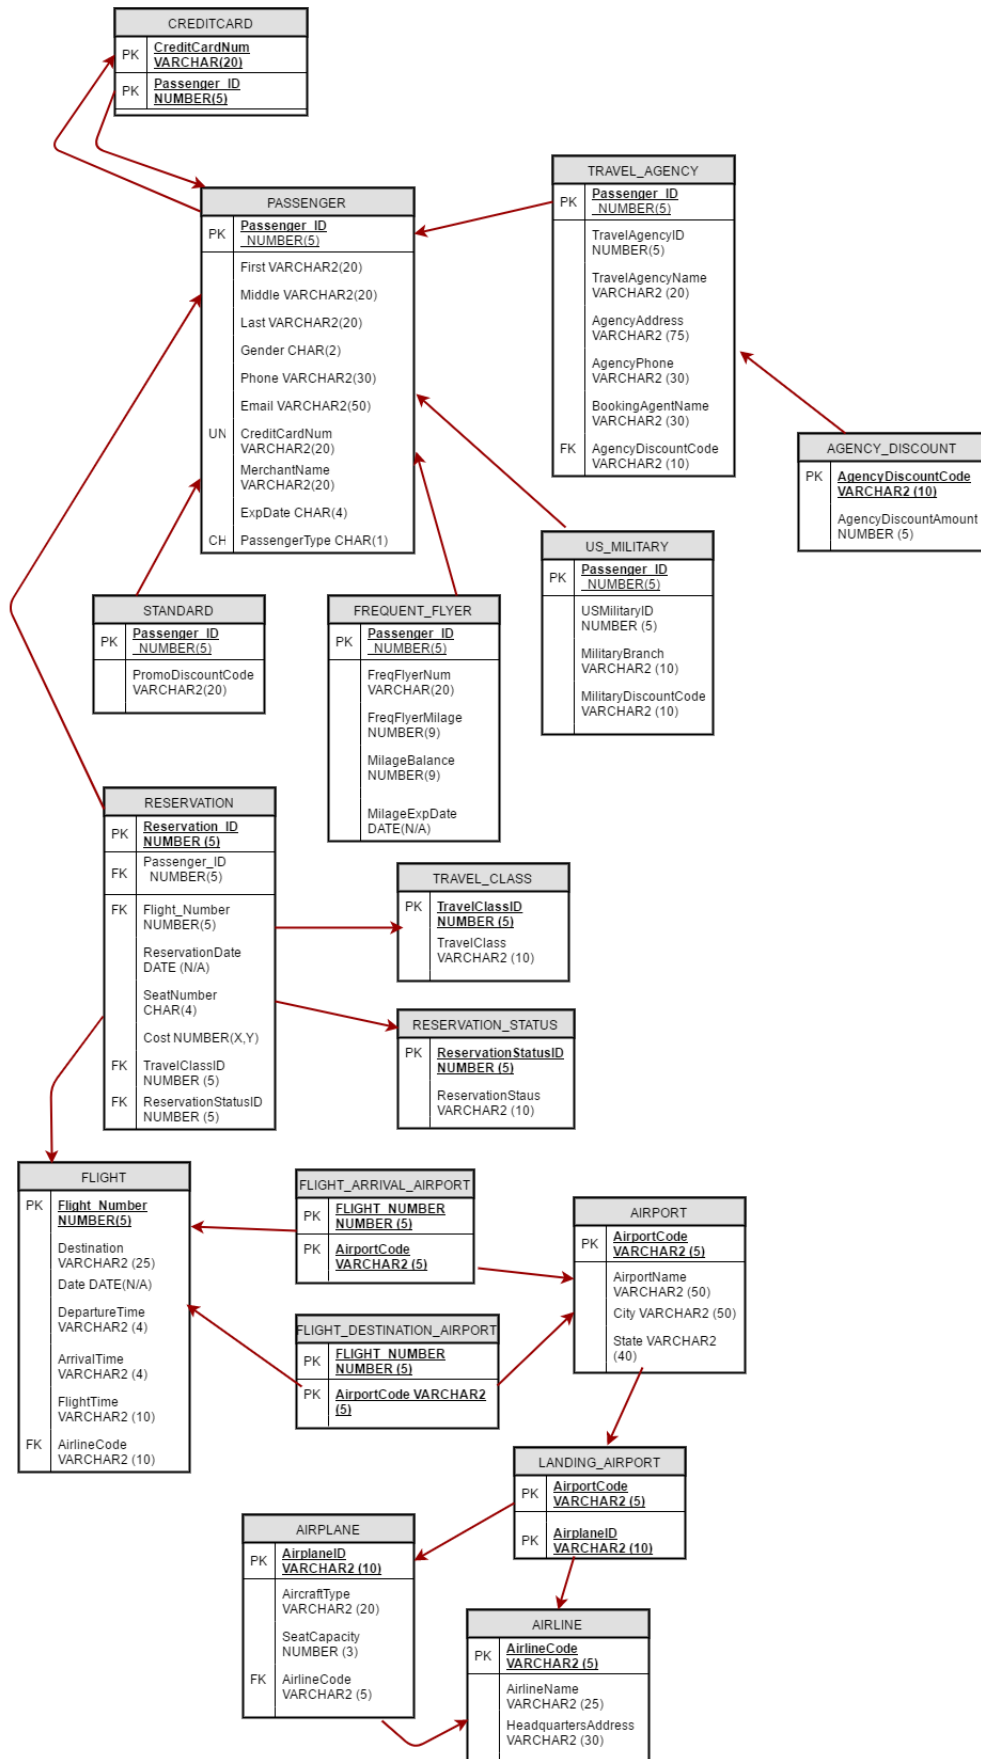 CREDITCARD
PK
CreditCardNum
VARCHAR(20)
PK
Passenger_ID
NUMBER(5)
PASSENGER
PK
Passenger_ID
_NUMBER(5)
First VARCHAR2(20)
Middle VARCHAR2(20)
Last VARCHAR2(20)
Gender CHAR(2)
Phone VARCHAR2(30)
Email VARCHAR2(50)
UN
CreditCardNum
VARCHAR2(20)
MerchantName
VARCHAR2(20)
ExpDate CHAR(4)
CH
PassengerType CHAR(1)
TRAVEL_AGENCY
PK
Passenger_ID
_NUMBER(5)
TravelAgencyID
NUMBER(5)
TravelAgencyName
VARCHAR2 (20)
AgencyAddress
VARCHAR2 (75)
AgencyPhone
VARCHAR2 (30)
BookingAgentName
VARCHAR2 (30)
FK
AgencyDiscountCode
VARCHAR2 (10)
AGENCY_DISCOUNT
PK
AgencyDiscountCode
VARCHAR2 (10)
AgencyDiscountAmount
NUMBER (5)
US_MILITARY
PK
Passenger_ID
_NUMBER(5)
USMilitaryID
NUMBER (5)
MilitaryBranch
VARCHAR2 (10)
MilitaryDiscountCode
VARCHAR2 (10)
STANDARD
PK
Passenger_ID
_NUMBER(5)
PromoDiscountCode
VARCHAR2(20)
FREQUENT_FLYER
PK
Passenger_ID
_NUMBER(5)
FreqFlyerNum
VARCHAR(20)
FreqFlyerMilage
NUMBER(9)
MilageBalance
NUMBER(9)
MilageExpDate
DATE(N/A)
RESERVATION
PK
Reservation_ID
NUMBER (5)
FK
Passenger_ID
NUMBER(5)
FK
Flight_Number
NUMBER(5)
ReservationDate
DATE (N/A)
SeatNumber
CHAR(4)
Cost NUMBER(X,Y)
FK
TravelClassID
NUMBER (5)
FK
ReservationStatusID
NUMBER (5)
TRAVEL_CLASS
PK
TravelClassID
NUMBER (5)
TravelClass
VARCHAR2 (10)
RESERVATION_STATUS
PK
ReservationStatusID
NUMBER (5)
ReservationStaus
VARCHAR2 (10)
FLIGHT
PK
Flight_Number
NUMBER(5)
Destination
VARCHAR2 (25)
Date DATE(N/A)
DepartureTime
VARCHAR2 (4)
ArrivalTime
VARCHAR2 (4)
FlightTime
VARCHAR2 (10)
FK
AirlineCode
VARCHAR2 (10)
FLIGHT_ARRIVAL_AIRPORT
PK
FLIGHT_NUMBER
NUMBER (5)
PK
AirportCode
VARCHAR2 (5)
FLIGHT_DESTINATION_AIRPORT
PK
FLIGHT_NUMBER
NUMBER (5)
PK
AirportCode VARCHAR2
(5)
AIRPORT
PK
AirportCode
VARCHAR2 (5)
AirportName
VARCHAR2 (50)
City VARCHAR2 (50)
State VARCHAR2
(40)
LANDING_AIRPORT
PK
AirportCode
VARCHAR2 (5)
PK
AirplaneID
VARCHAR2 (10)
AIRPLANE
PK
AirplaneID
VARCHAR2 (10)
AircraftType
VARCHAR2 (20)
SeatCapacity
NUMBER (3)
FK
AirlineCode
VARCHAR2 (5)
AIRLINE
PK
AirlineCode
VARCHAR2 (5)
AirlineName
VARCHAR2 (25)
HeadquartersAddress
VARCHAR2 (30)